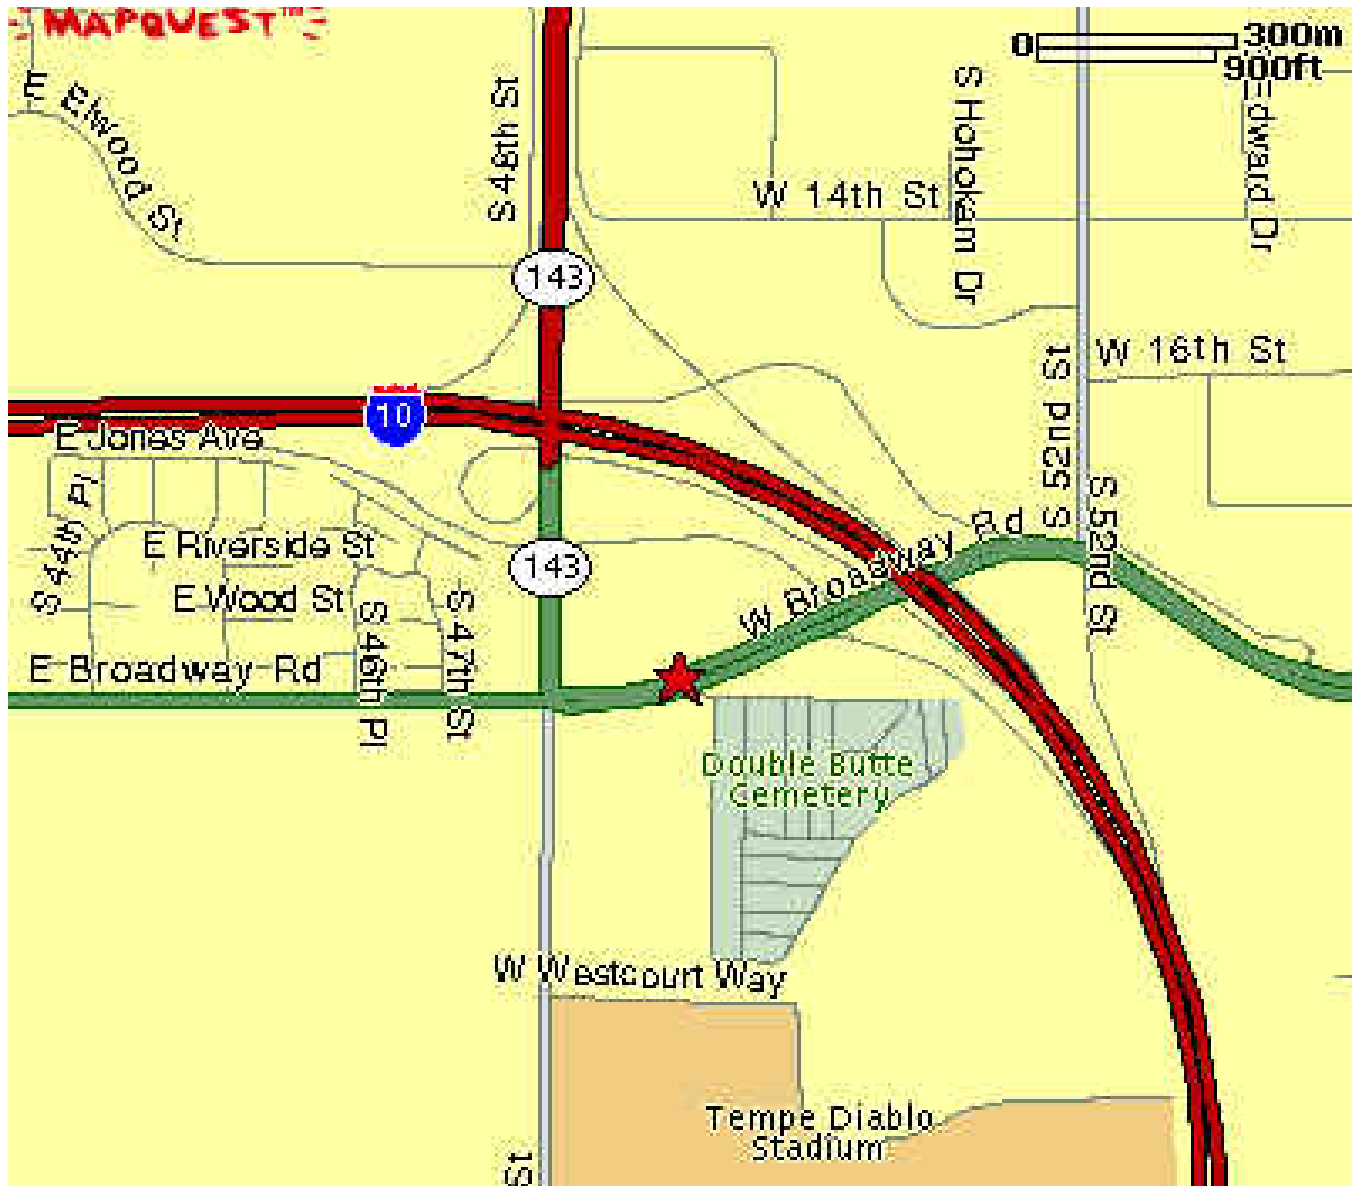 MAPQUEST™
0 300m
900ft
E
E Elwood St
S 48th St
S Hohokam Dr
Edward Dr
W 14th St
143
W 16th St
S 52nd St
10
E Jones Ave
S 44th Pl
E Riverside St
E Wood St
S 46th Pl
S 47th St
143
W Broadway Rd
S 52nd St
E Broadway Rd
Double Butte
Cemetery
W Westcourt Way
Tempe Diablo
Stadium
St